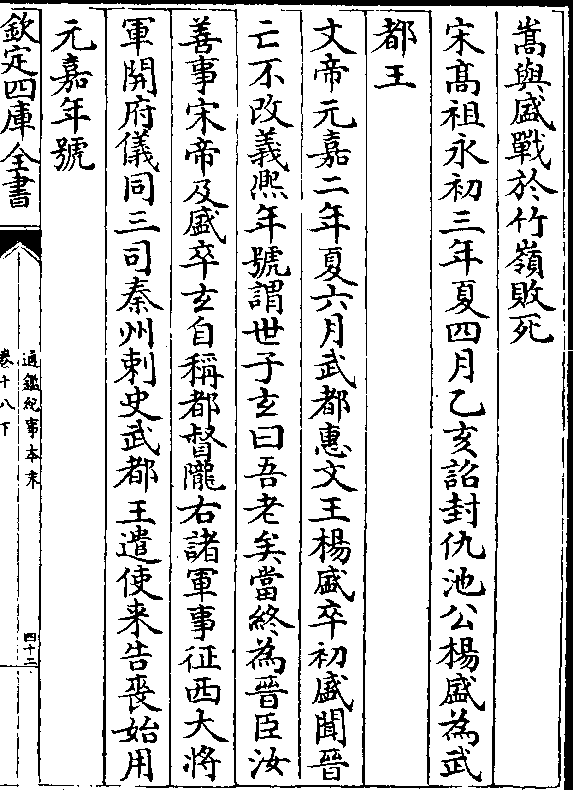 嵩與盛戰於竹嶺敗死
宋髙祖永初三年夏四月乙亥詔封仇池公楊盛為武
都王
文帝元嘉二年夏六月武都惠文王楊盛卒初盛聞晉
亡不改義熈年號謂世子玄曰吾老矣當終為晉臣汝
善事宋帝及盛卒玄自稱都督隴右諸軍事征西大將
軍開府儀同三司秦州刺史武都王遣使来告喪始用
元嘉年號
欽定四庫全書
通鑑紀事本末
卷十八下
四十二